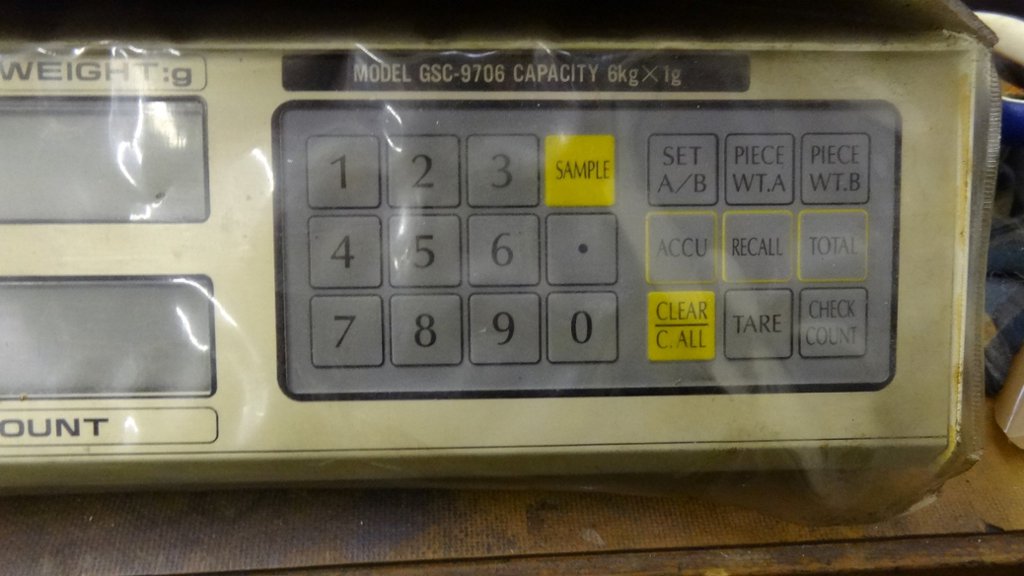 WEIGHT:g
MODEL GSC-9706 CAPACITY 6kg×1g
1 2 3 SAMPLE SET A/B PIECE WT.A PIECE WT.B
4 5 6 . ACCU RECALL TOTAL
7 8 9 0 CLEAR C.ALL TARE CHECK COUNT
OUNT